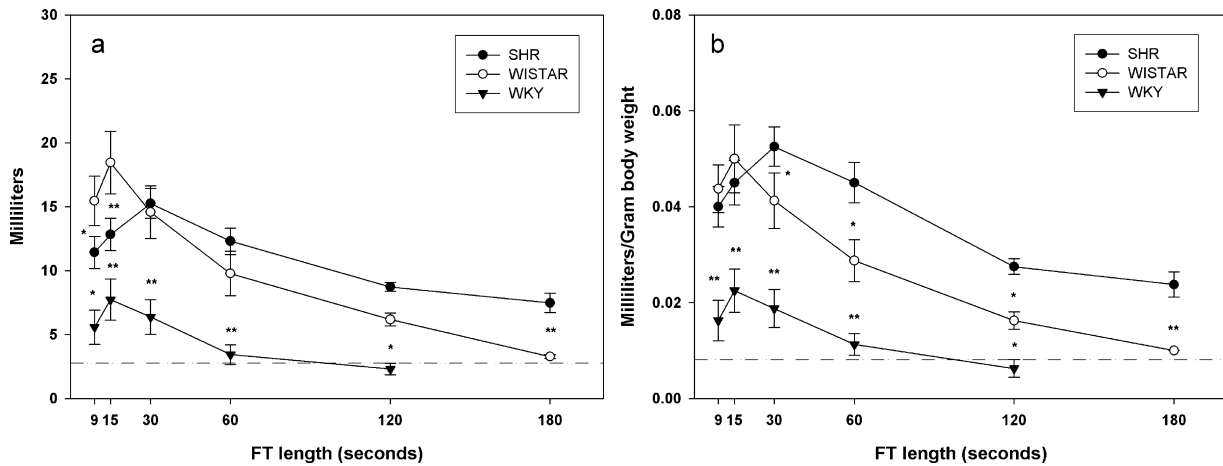 a
Milliliters
30
25
20
15
10
5
0
SHR
WISTAR
WKY
*
**
*
**
**
**
*
**
9 15 30 60 120 180
FT length (seconds)
b
Milliliters/Gram body weight
0.08
0.06
0.04
0.02
0.00
SHR
WISTAR
WKY
*
*
**
**
**
**
*
*
**
9 15 30 60 120 180
FT length (seconds)